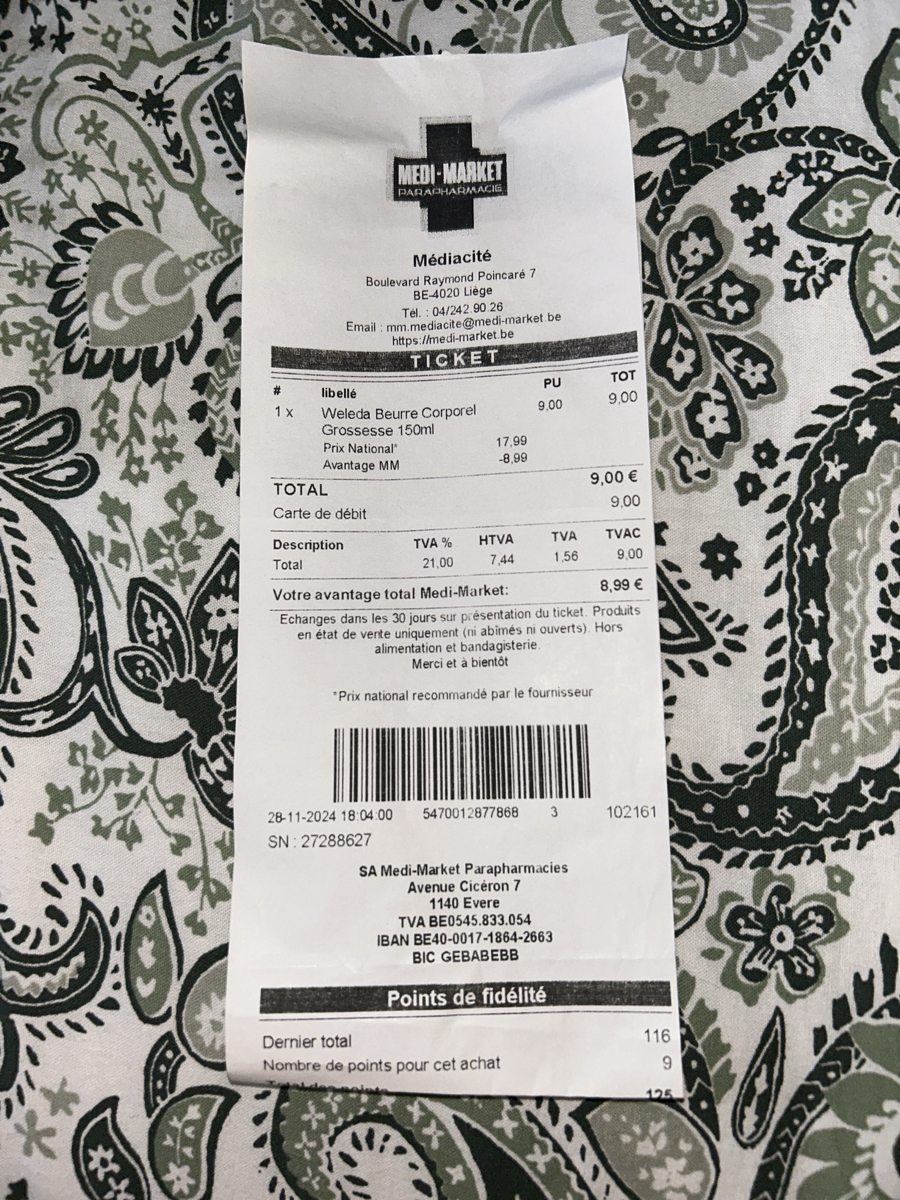 MEDI-MARKET
PARAPHARMACIE
Médiacité
Boulevard Raymond Poincaré 7
BE-4020 Liège
Tél. : 04/242.90.26
Email : mm.mediacite@medi-market.be
https://medi-market.be
TICKET
# libellé PU TOT
1 x Weleda Beurre Corporel 9,00 9,00
Grossesse 150ml
Prix National* 17,99
Avantage MM -8,99
TOTAL 9,00 €
Carte de débit 9,00
Description TVA % HTVA TVA TVAC
Total 21,00 7,44 1,56 9,00
Votre avantage total Medi-Market: 8,99 €
Echanges dans les 30 jours sur présentation du ticket. Produits
en état de vente uniquement (ni abîmés ni ouverts). Hors
alimentation et bandagisterie.
Merci et à bientôt
*Prix national recommandé par le fournisseur
28-11-2024 18:04:00 5470012877868 3 102161
SN : 27288627
SA Medi-Market Parapharmacies
Avenue Cicéron 7
1140 Evere
TVA BE0545.833.054
IBAN BE40-0017-1864-2663
BIC GEBABEBB
Points de fidélité
Dernier total 116
Nombre de points pour cet achat 9
Total des points 125